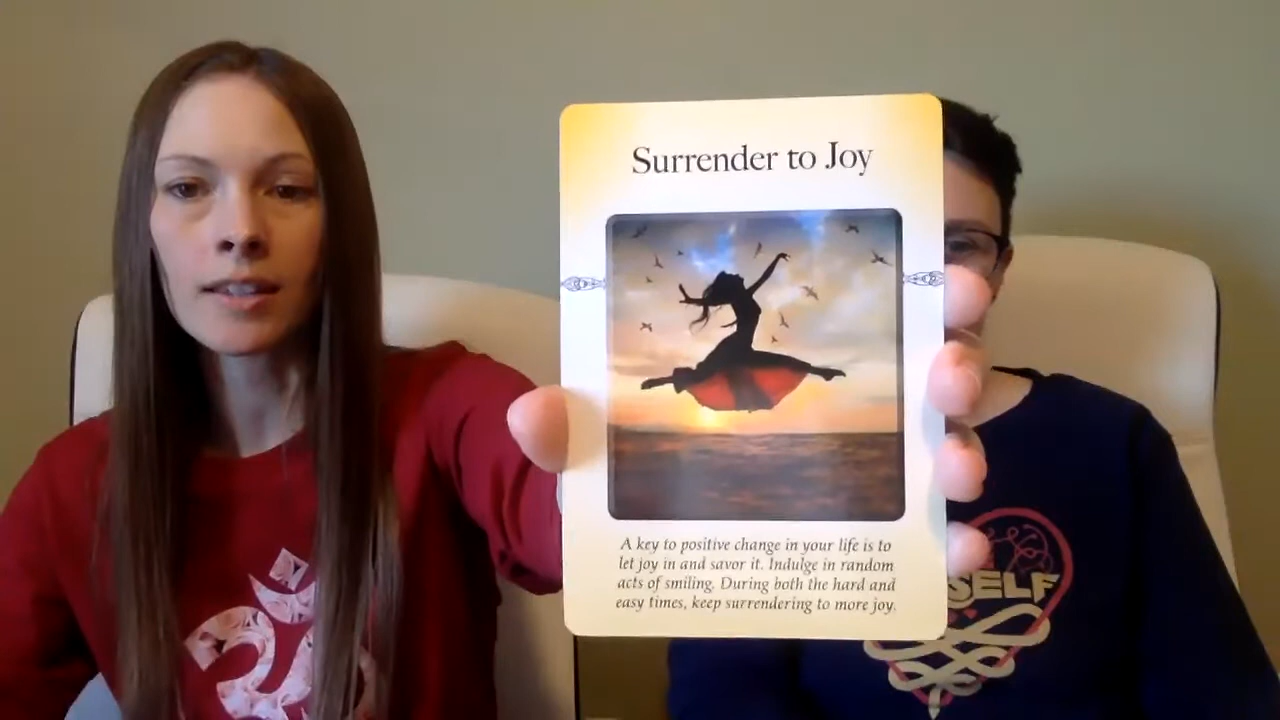 Surrender to Joy
A key to positive change in your life is to
let joy in and savor it. Indulge in random
acts of smiling. During both the hard and
easy times, keep surrendering to more joy.
SELF
ॐ